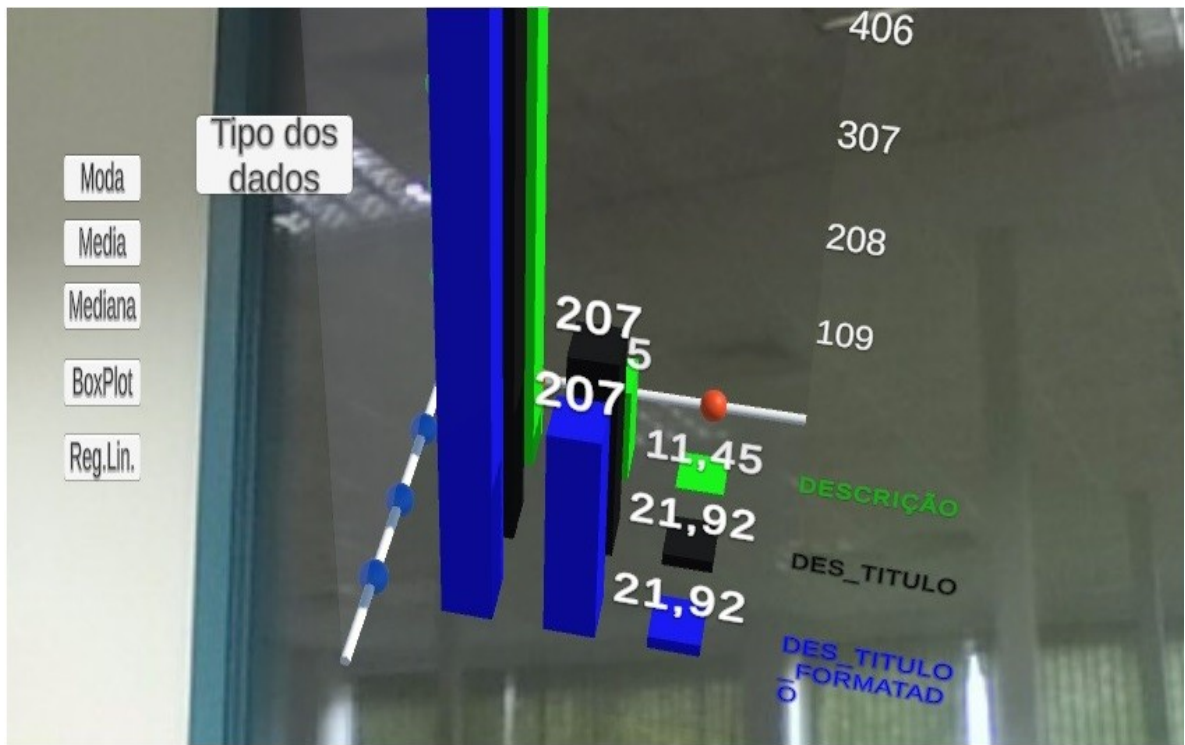 406
Tipo dos
dados
307
Moda
Media
208
Mediana
207
109
5
BoxPlot
207
Reg.Lin.
11,45
DESCRIÇÃO
21,92
DES_TITULO
21,92
DES_TITULO
_FORMATAD
O